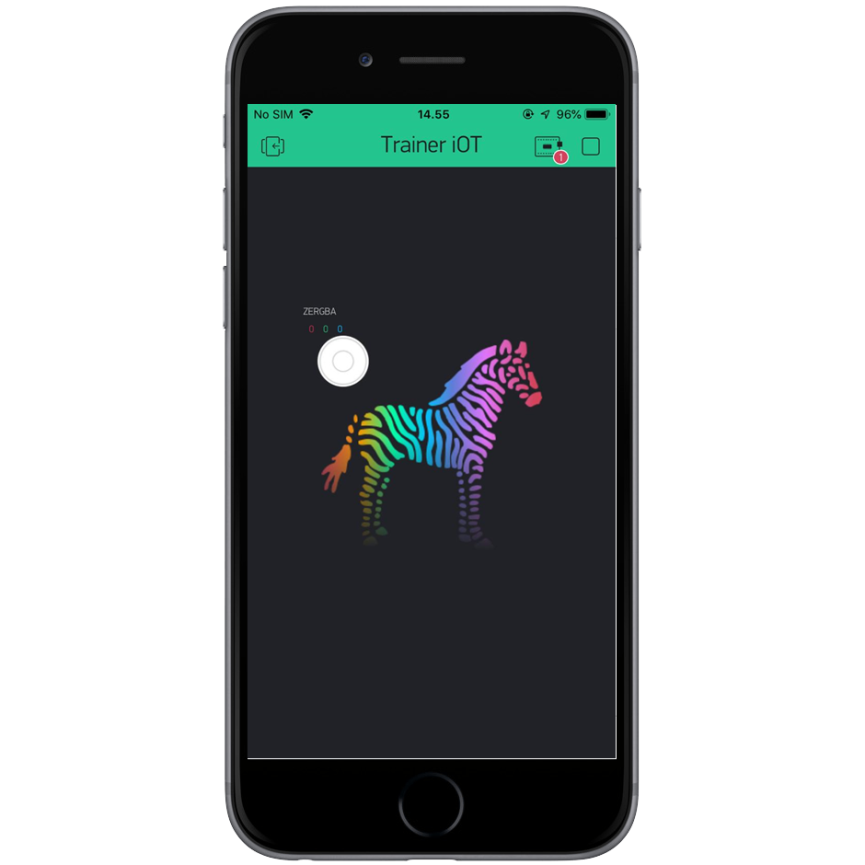 No SIM 14.55 96%
Trainer iOT
1
ZERGBA
0 0 0